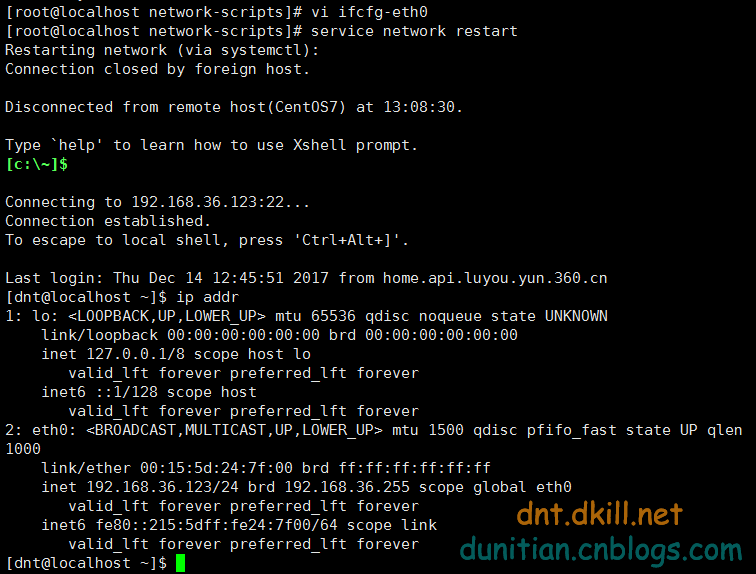 [root@localhost network-scripts]# vi ifcfg-eth0
[root@localhost network-scripts]# service network restart
Restarting network (via systemctl):
Connection closed by foreign host.
Disconnected from remote host(CentOS7) at 13:08:30.
Type `help' to learn how to use Xshell prompt.
[c:\~]$
Connecting to 192.168.36.123:22...
Connection established.
To escape to local shell, press 'Ctrl+Alt+]'.
Last login: Thu Dec 14 12:45:51 2017 from home.api.luyou.yun.360.cn
[dnt@localhost ~]$ ip addr
1: lo: <LOOPBACK,UP,LOWER_UP> mtu 65536 qdisc noqueue state UNKNOWN
    link/loopback 00:00:00:00:00:00 brd 00:00:00:00:00:00
    inet 127.0.0.1/8 scope host lo
       valid_lft forever preferred_lft forever
    inet6 ::1/128 scope host
       valid_lft forever preferred_lft forever
2: eth0: <BROADCAST,MULTICAST,UP,LOWER_UP> mtu 1500 qdisc pfifo_fast state UP qlen
1000
    link/ether 00:15:5d:24:7f:00 brd ff:ff:ff:ff:ff:ff
    inet 192.168.36.123/24 brd 192.168.36.255 scope global eth0
       valid_lft forever preferred_lft forever
    inet6 fe80::215:5dff:fe24:7f00/64 scope link
       valid_lft forever preferred_lft forever
[dnt@localhost ~]$
dnt.dkill.net
dunitian.cnblogs.com